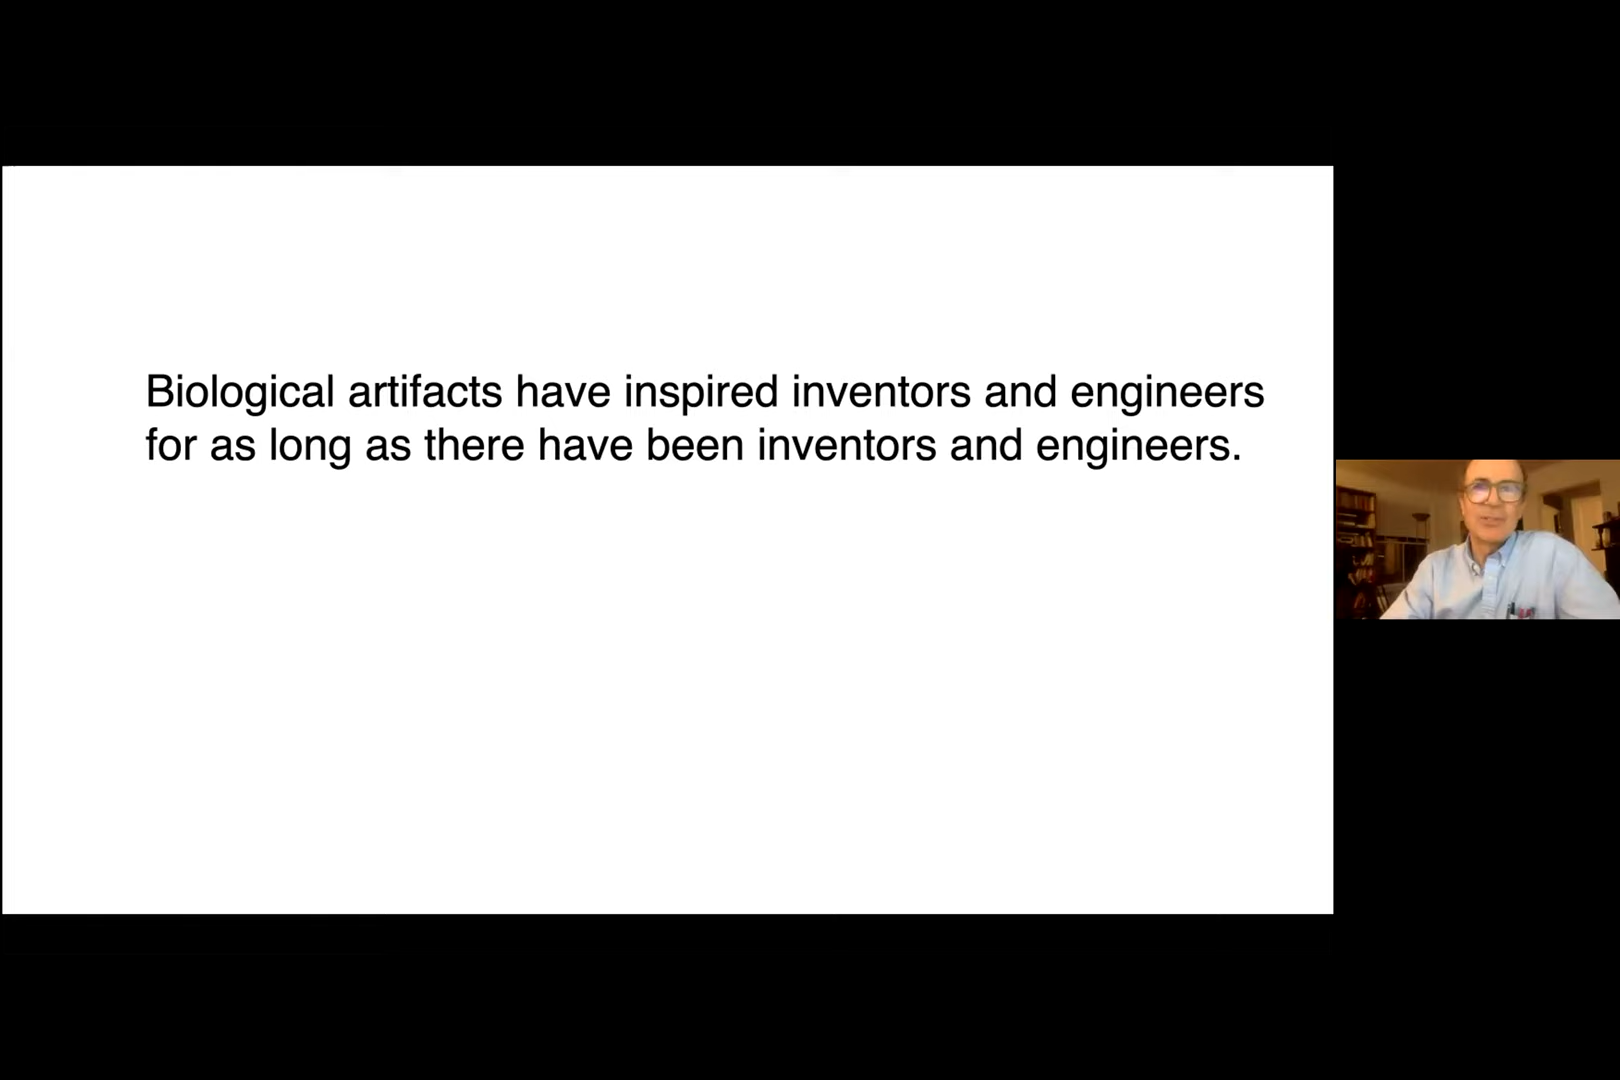 Biological artifacts have inspired inventors and engineers
for as long as there have been inventors and engineers.